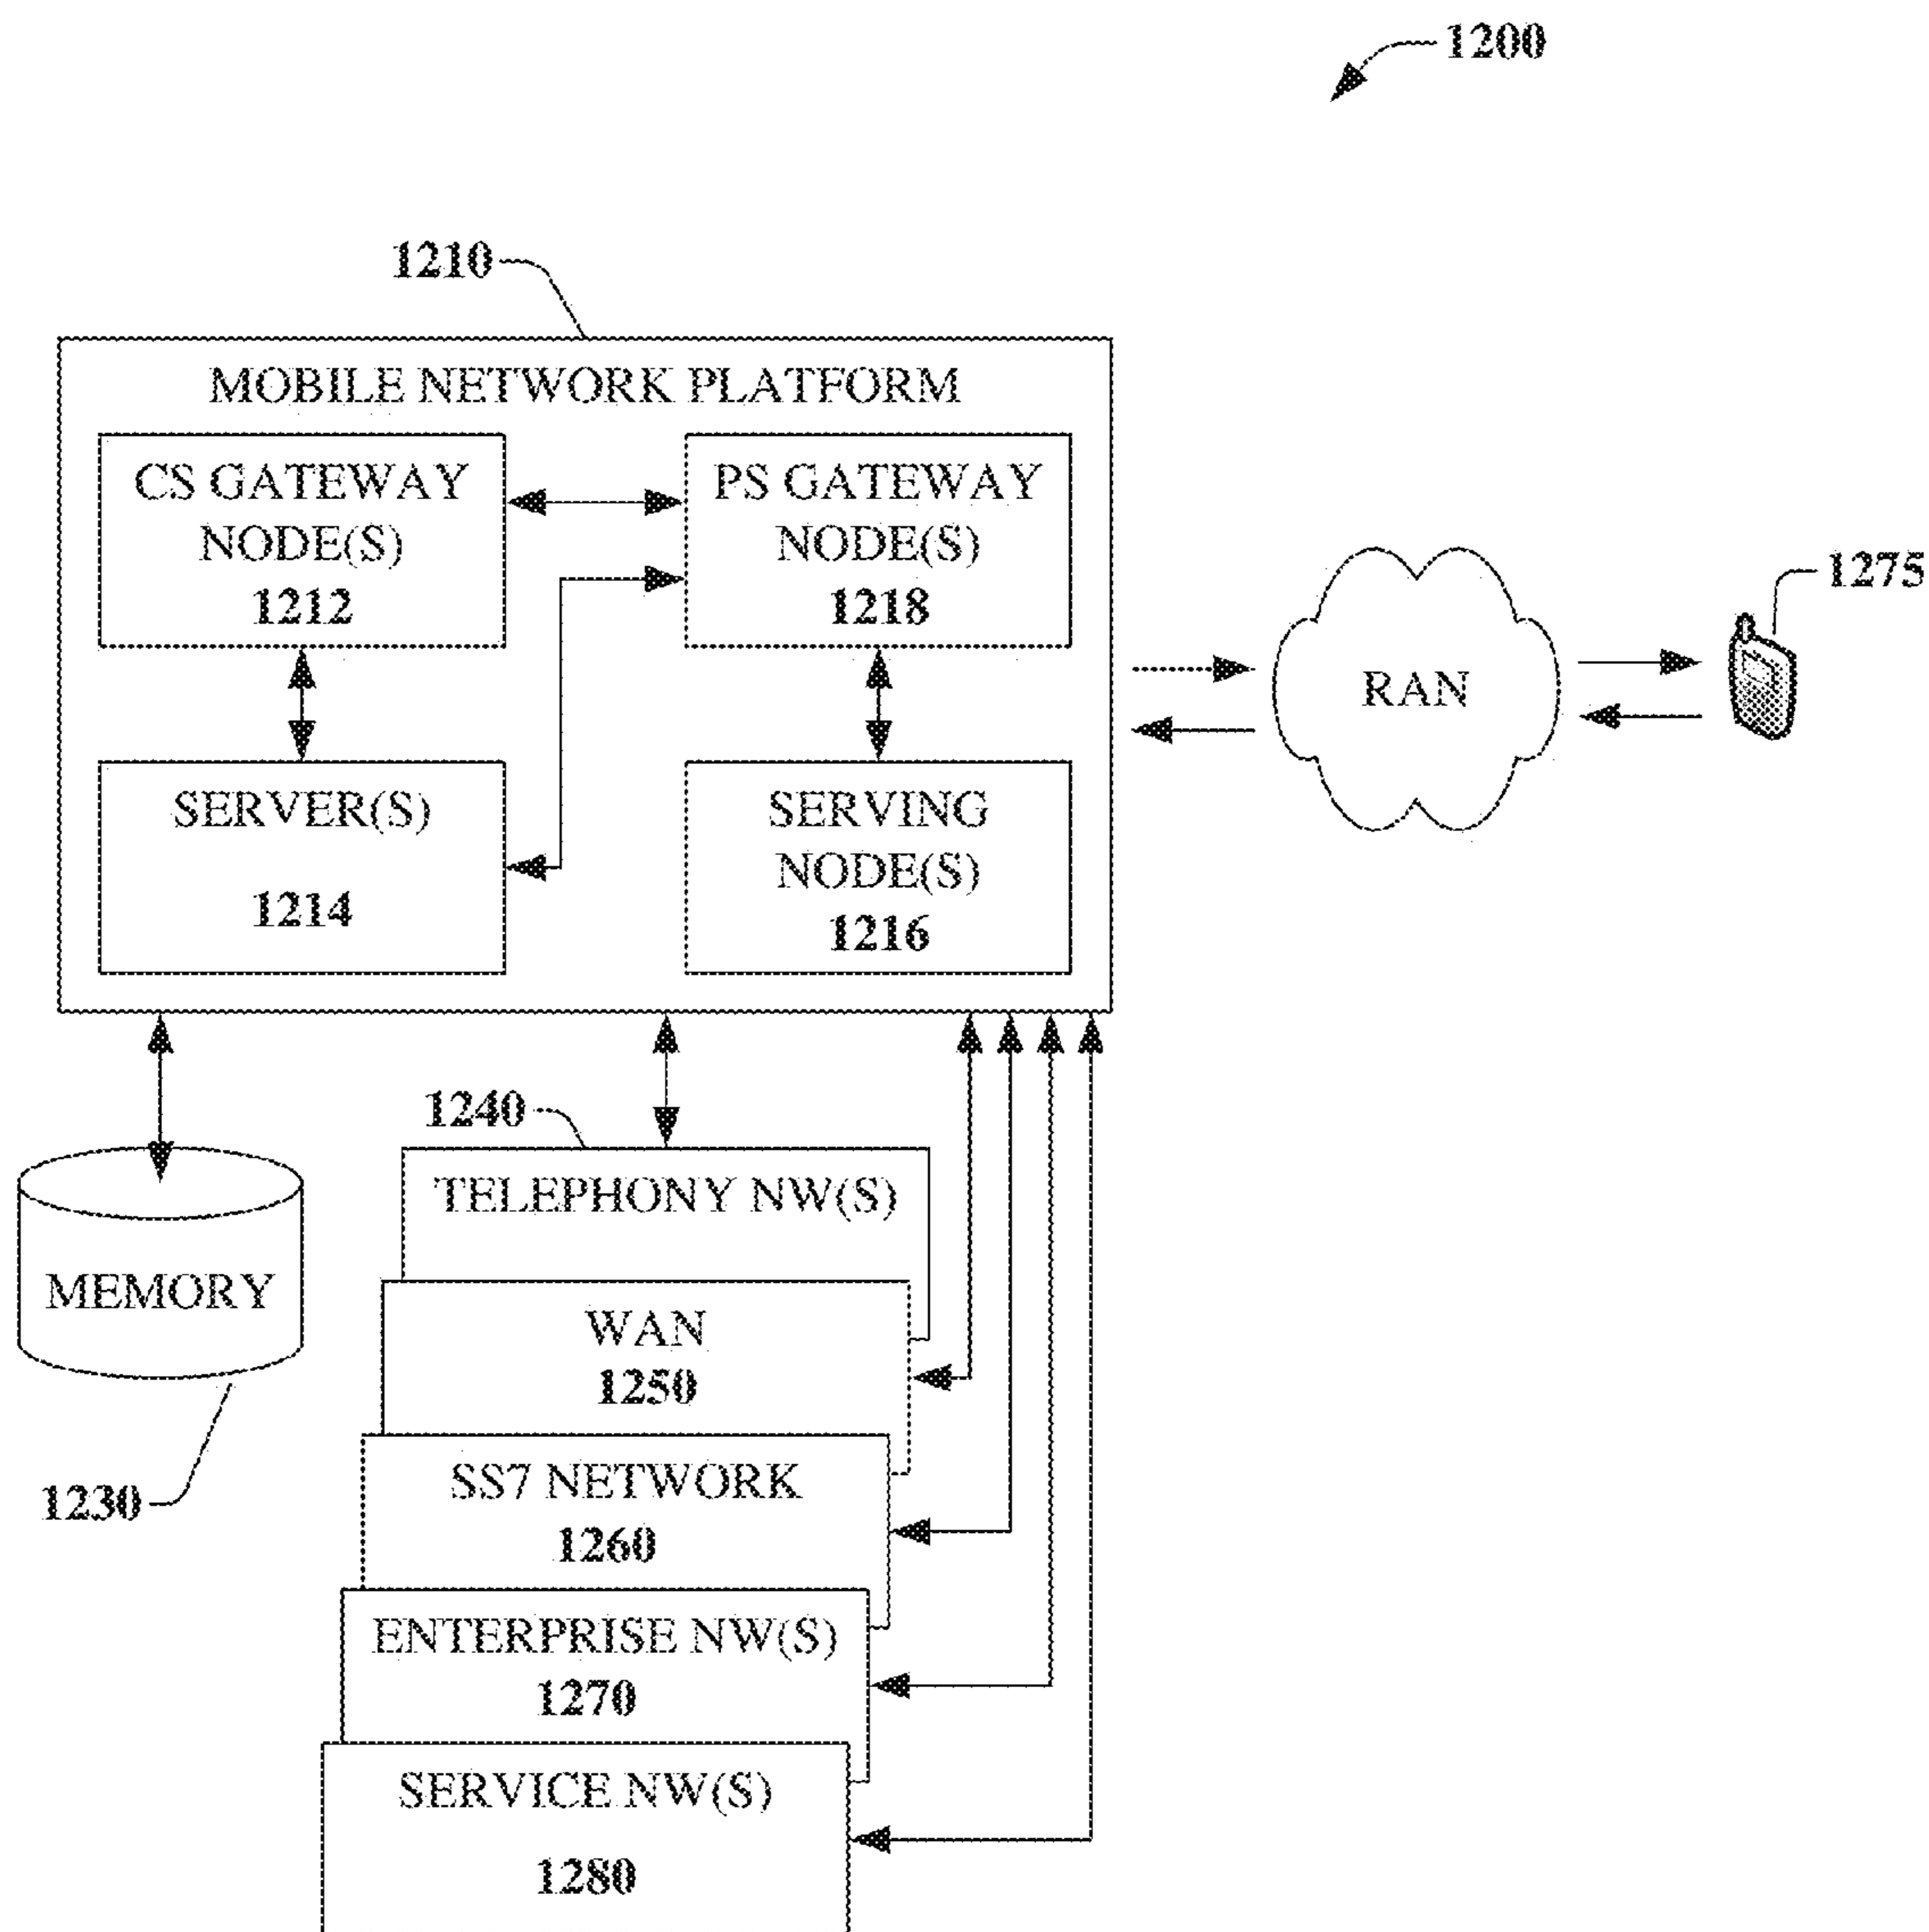 1200
1210
MOBILE NETWORK PLATFORM
CS GATEWAY
NODE(S)
1212
PS GATEWAY
NODE(S)
1218
SERVER(S)
1214
SERVING
NODE(S)
1216
RAN
1275
1240
TELEPHONY NW(S)
MEMORY
1230
WAN
1250
SS7 NETWORK
1260
ENTERPRISE NW(S)
1270
SERVICE NW(S)
1280